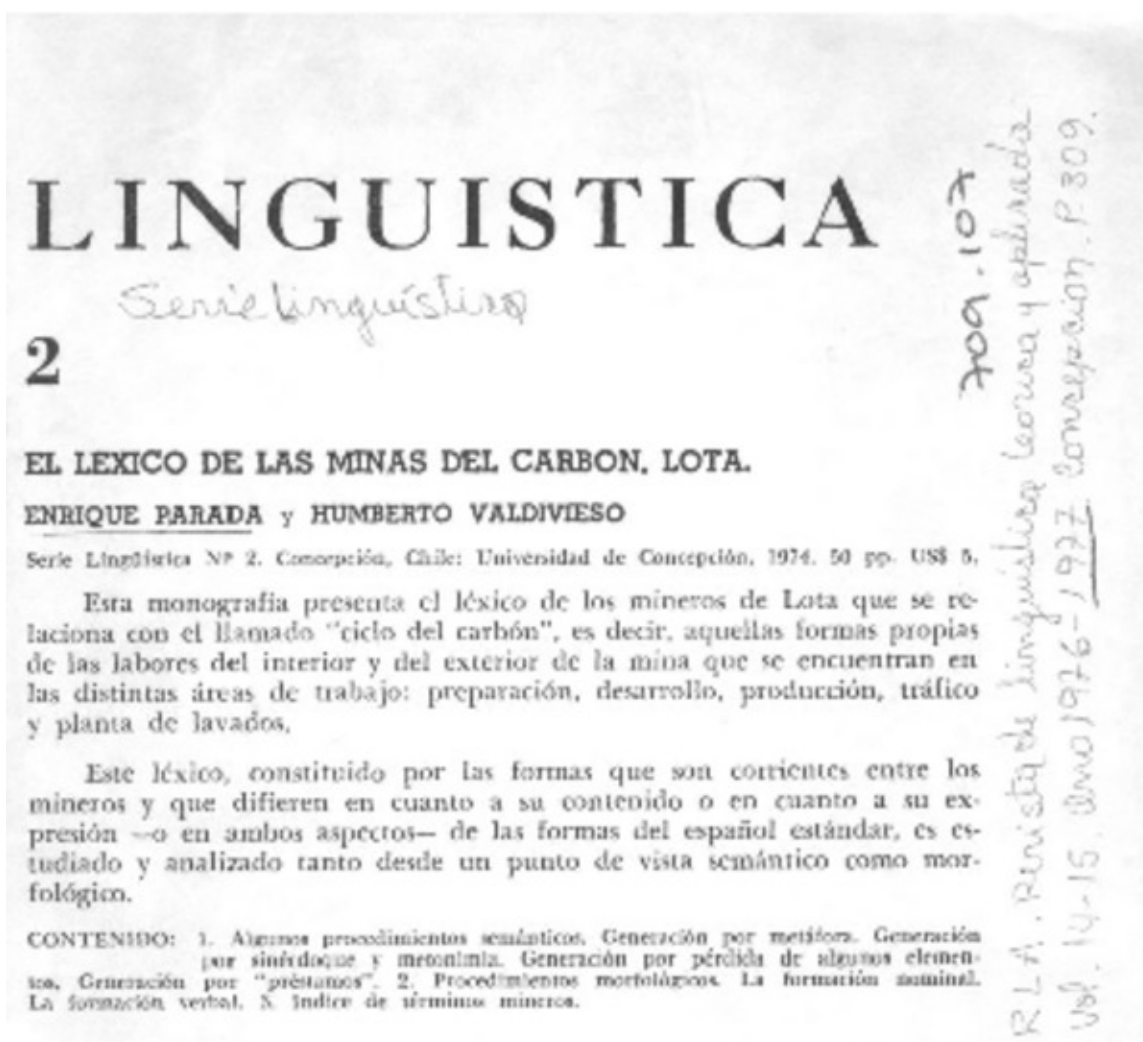 LINGUISTICA
Serie Linguística
2
EL LEXICO DE LAS MINAS DEL CARBON, LOTA.
ENRIQUE PARADA y HUMBERTO VALDIVIESO
Serie Lingüística Nº 2. Concepción, Chile: Universidad de Concepción, 1974. 50 pp. US$ 5.
Esta monografía presenta el léxico de los mineros de Lota que se re-
laciona con el llamado "ciclo del carbón", es decir, aquellas formas propias
de las labores del interior y del exterior de la mina que se encuentran en
las distintas áreas de trabajo: preparación, desarrollo, producción, tráfico
y planta de lavados.
Este léxico, constituido por las formas que son corrientes entre los
mineros y que difieren en cuanto a su contenido o en cuanto a su ex-
presión —o en ambos aspectos— de las formas del español estándar, es es-
tudiado y analizado tanto desde un punto de vista semántico como mor-
fológico.
CONTENIDO: 1. Algunos procedimientos semánticos. Generación por metáfora. Generación
por sinécdoque y metonimia. Generación por pérdida de algunos elemen-
tos. Generación por "préstamos". 2. Procedimientos morfológicos. La formación nominal.
La formación verbal. 3. Indice de términos mineros.
709.107
R L A. Revista de linguistica teorica y aplicada
Vol. 14-15. Ano 1976-1977 Concepcion. P. 309.